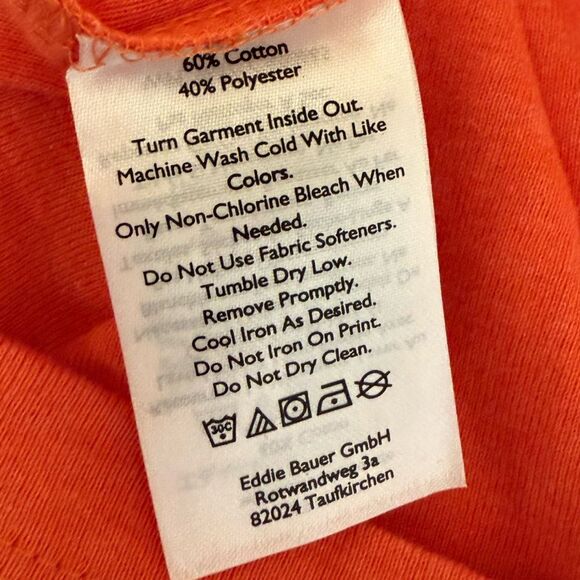 60% Cotton
40% Polyester
Turn Garment Inside Out.
Machine Wash Cold With Like
Colors.
Only Non-Chlorine Bleach When
Needed.
Do Not Use Fabric Softeners.
Tumble Dry Low.
Remove Promptly.
Cool Iron As Desired.
Do Not Iron On Print.
Do Not Dry Clean.
30C
Eddie Bauer GmbH
Rotwandweg 3a
82024 Taufkirchen